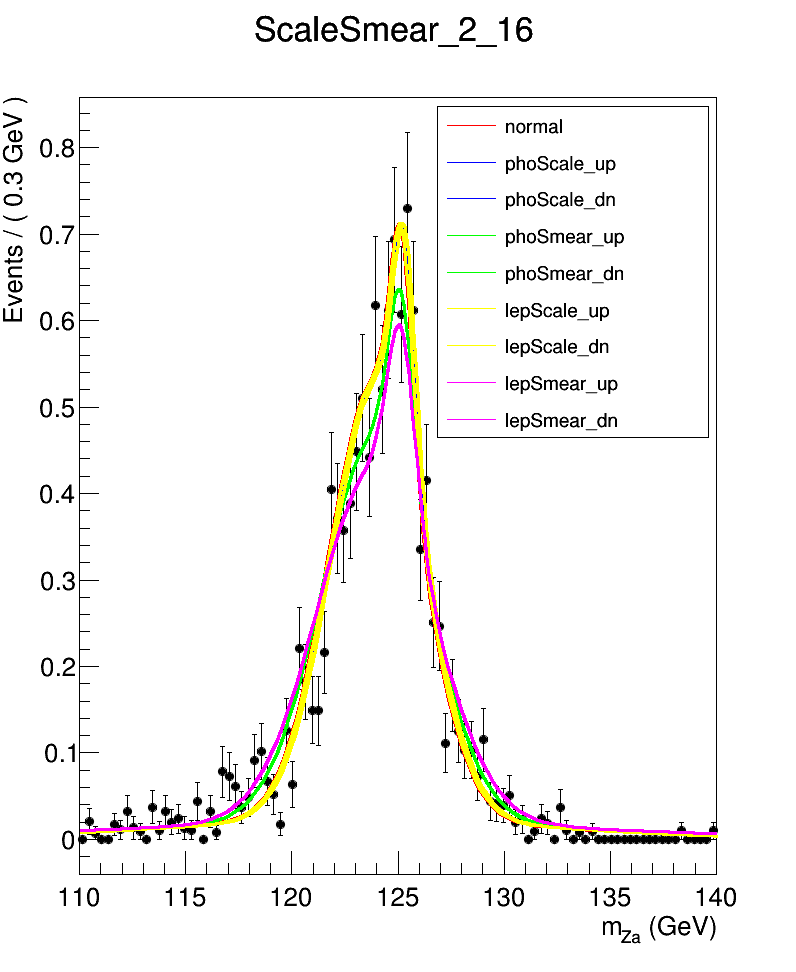 ScaleSmear_2_16
Events / ( 0.3 GeV )
0.8
0.7
0.6
0.5
0.4
0.3
0.2
0.1
0
normal
phoScale_up
phoScale_dn
phoSmear_up
phoSmear_dn
lepScale_up
lepScale_dn
lepSmear_up
lepSmear_dn
110 115 120 125 130 135 140
mZa (GeV)